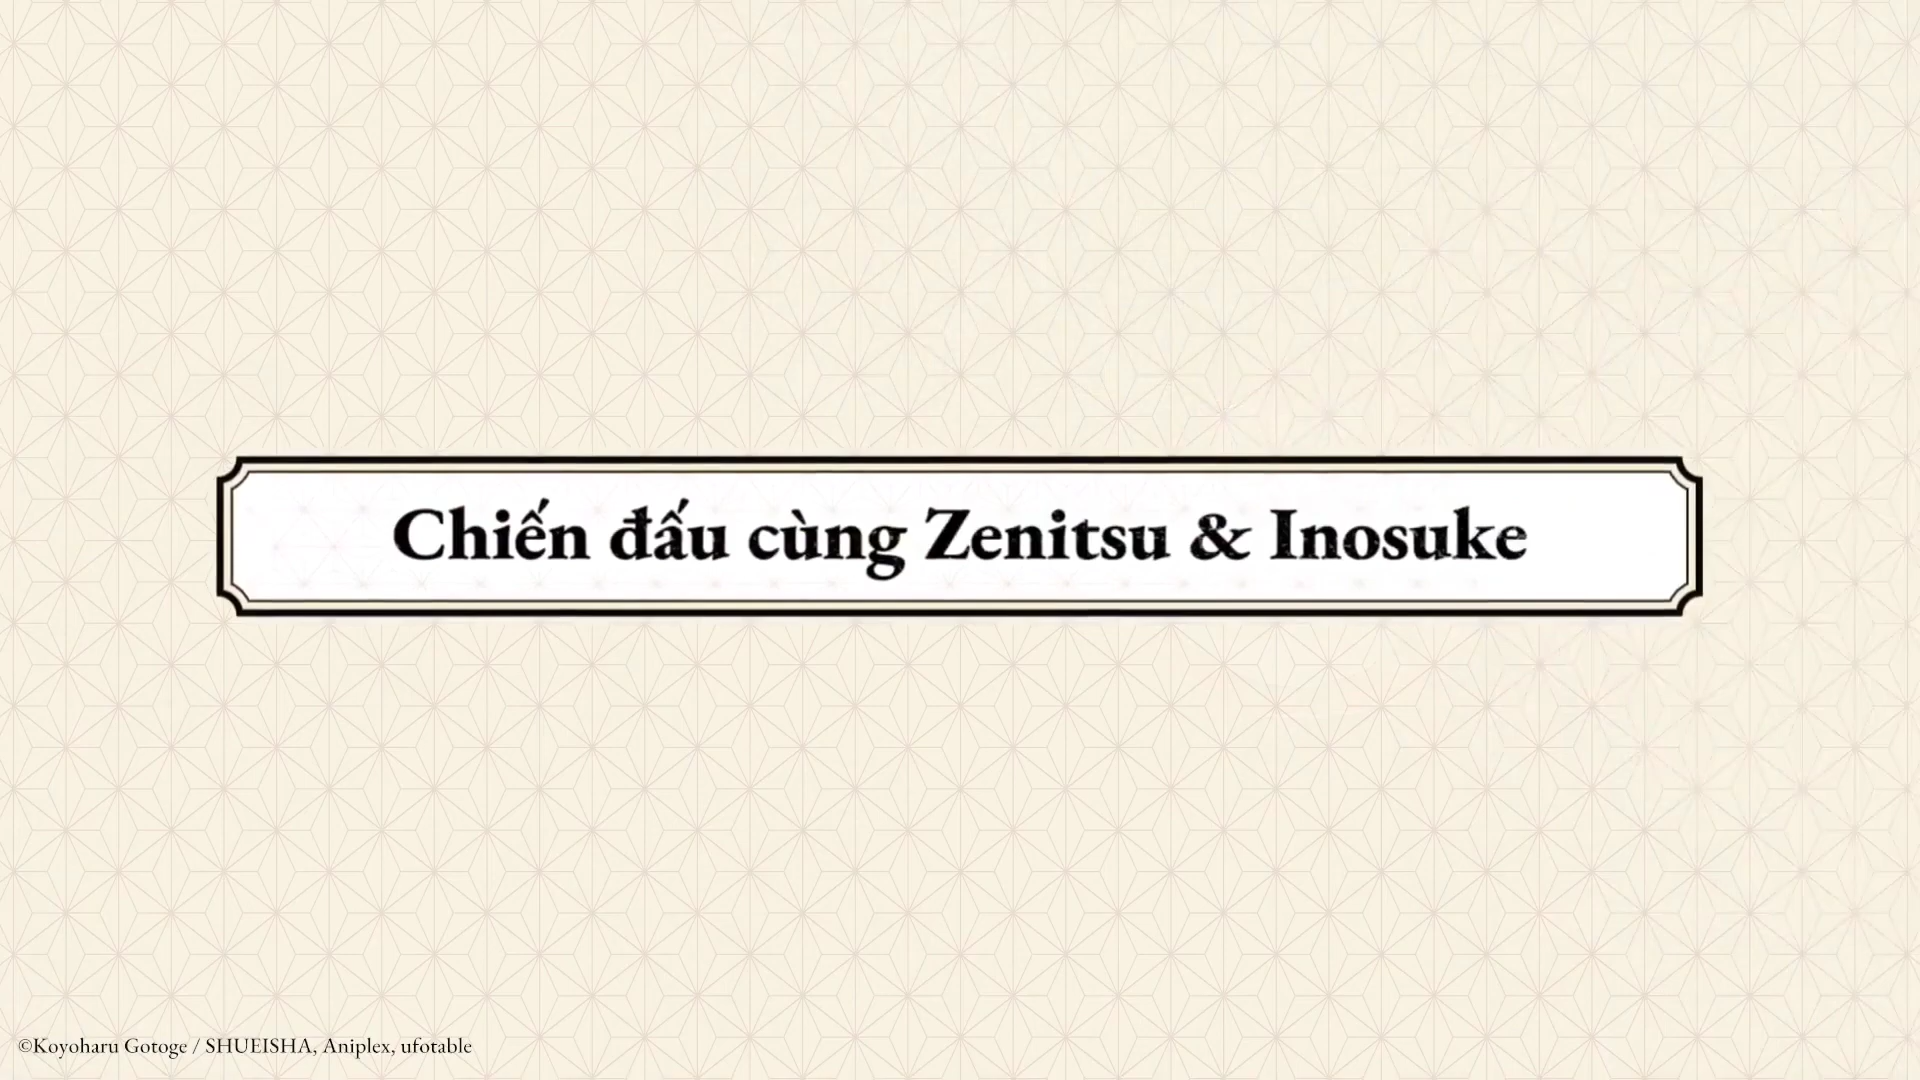 Chiến đấu cùng Zenitsu & Inosuke
©Koyoharu Gotoge / SHUEISHA, Aniplex, ufotable